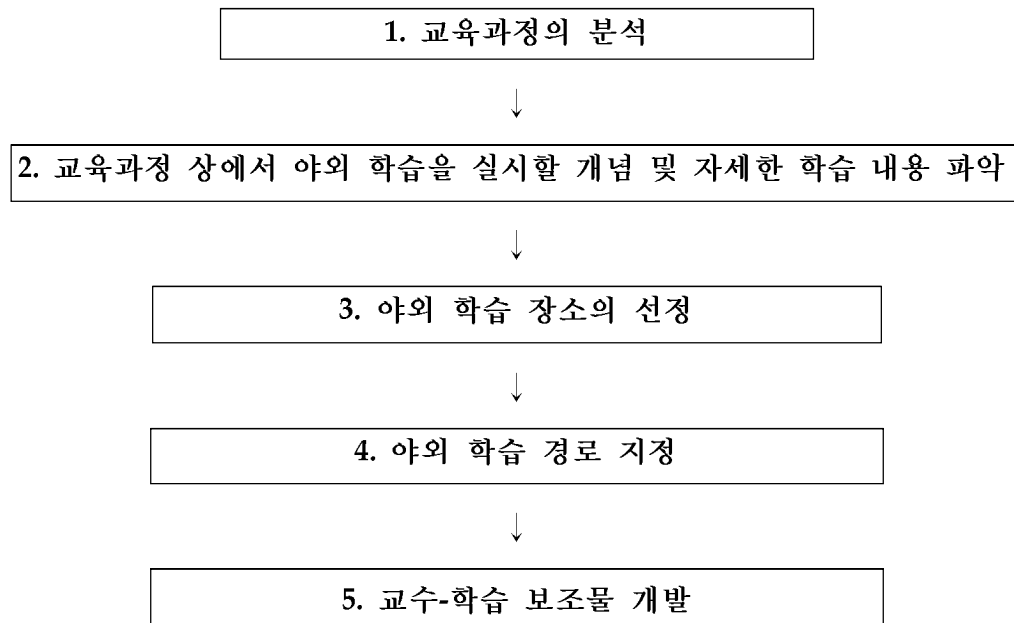 1. 교육과정의 분석
↓
2. 교육과정 상에서 야외 학습을 실시할 개념 및 자세한 학습 내용 파악
↓
3. 야외 학습 장소의 선정
↓
4. 야외 학습 경로 지정
↓
5. 교수-학습 보조물 개발